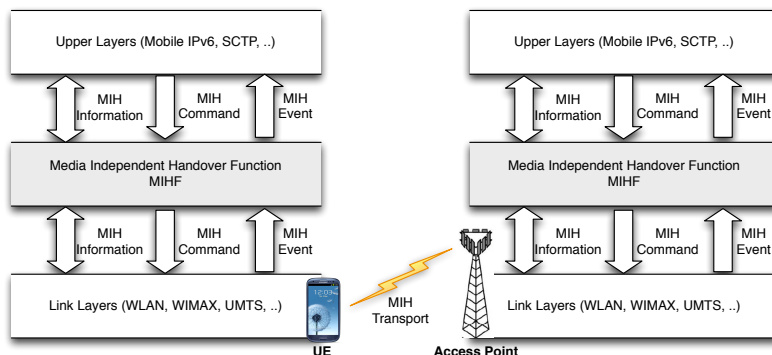 Upper Layers (Mobile IPv6, SCTP, ..)
MIH
Information
MIH
Command
MIH
Event
Media Independent Handover Function
MIHF
MIH
Information
MIH
Command
MIH
Event
Link Layers (WLAN, WIMAX, UMTS, ..)
UE
MIH
Transport
Access Point
Upper Layers (Mobile IPv6, SCTP, ..)
MIH
Information
MIH
Command
MIH
Event
Media Independent Handover Function
MIHF
MIH
Information
MIH
Command
MIH
Event
Link Layers (WLAN, WIMAX, UMTS, ..)